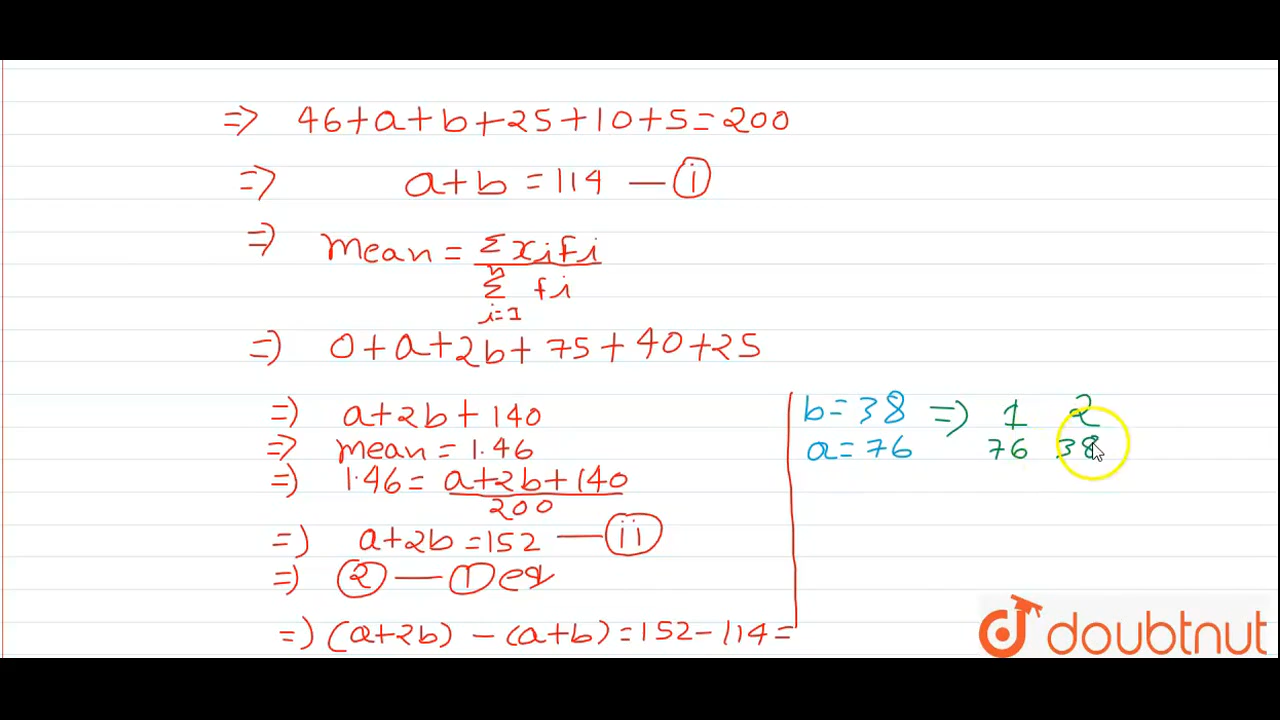 => 46+a+b+25+10+5=200
=> a+b=114 — (i)
=> mean = Σxifi
n
Σ fi
i=1
=) 0+a+2b+75+40+25
=) a+2b+140
=> mean=1.46
=) 1.46= a+2b+140
200
=) a+2b=152 — (ii)
=) (2) — (1) eq
=) (a+2b) - (a+b)=152-114=
b=38 => 1 2
a=76 76 38
doubtnut